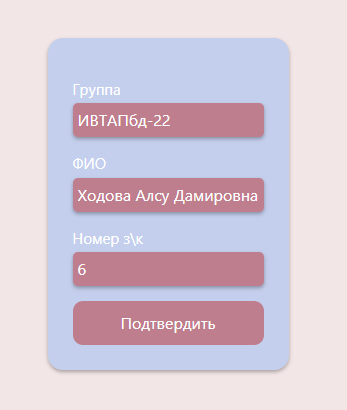 Группа
ИВТАПбд-22
ФИО
Ходова Алсу Дамировна
Номер з\к
6
Подтвердить